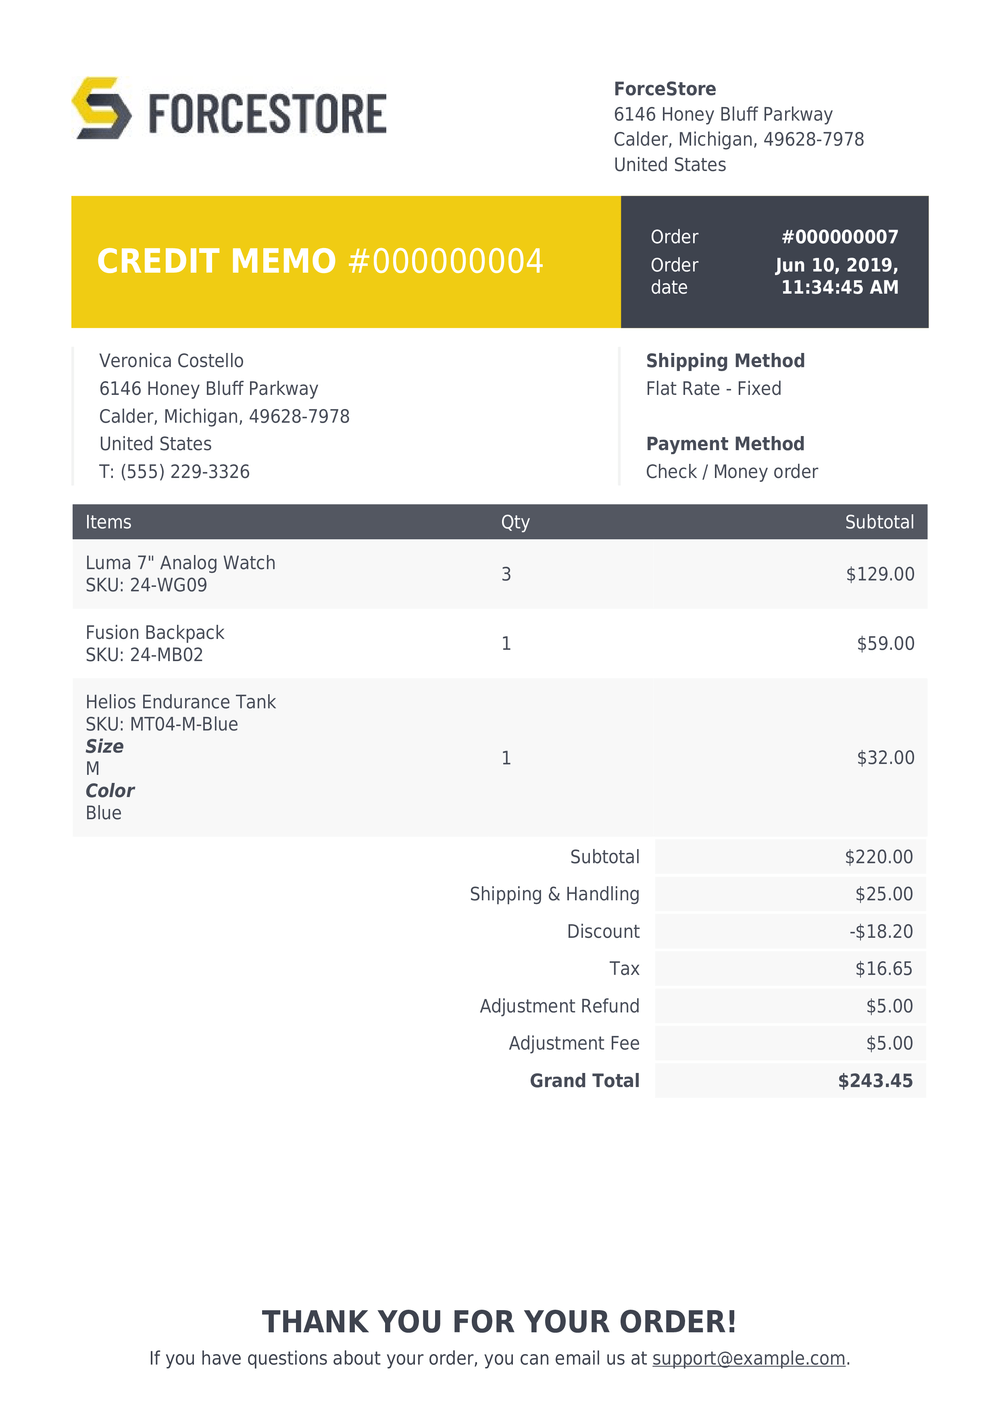 FORCESTORE
ForceStore
6146 Honey Bluff Parkway
Calder, Michigan, 49628-7978
United States
CREDIT MEMO #000000004
Order #000000007
Order date Jun 10, 2019, 11:34:45 AM
Veronica Costello
6146 Honey Bluff Parkway
Calder, Michigan, 49628-7978
United States
T: (555) 229-3326
Shipping Method
Flat Rate - Fixed
Payment Method
Check / Money order
Items Qty Subtotal
Luma 7" Analog Watch
SKU: 24-WG09
3 $129.00
Fusion Backpack
SKU: 24-MB02
1 $59.00
Helios Endurance Tank
SKU: MT04-M-Blue
Size
M
Color
Blue
1 $32.00
Subtotal $220.00
Shipping & Handling $25.00
Discount -$18.20
Tax $16.65
Adjustment Refund $5.00
Adjustment Fee $5.00
Grand Total $243.45
THANK YOU FOR YOUR ORDER!
If you have questions about your order, you can email us at support@example.com.